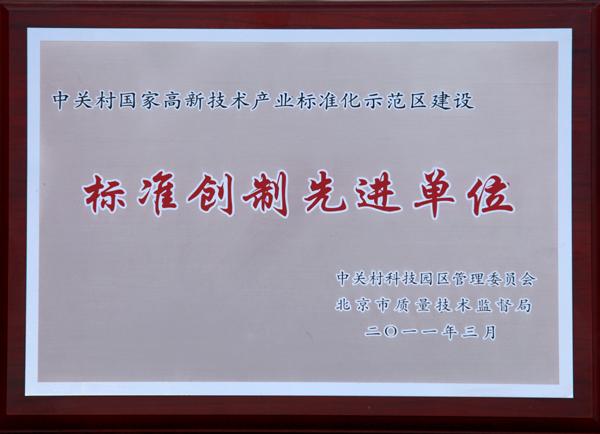 中关村国家高新技术产业标准化示范区建设
标准创制先进单位
中关村科技园区管理委员会
北京市质量技术监督局
二〇一一年三月